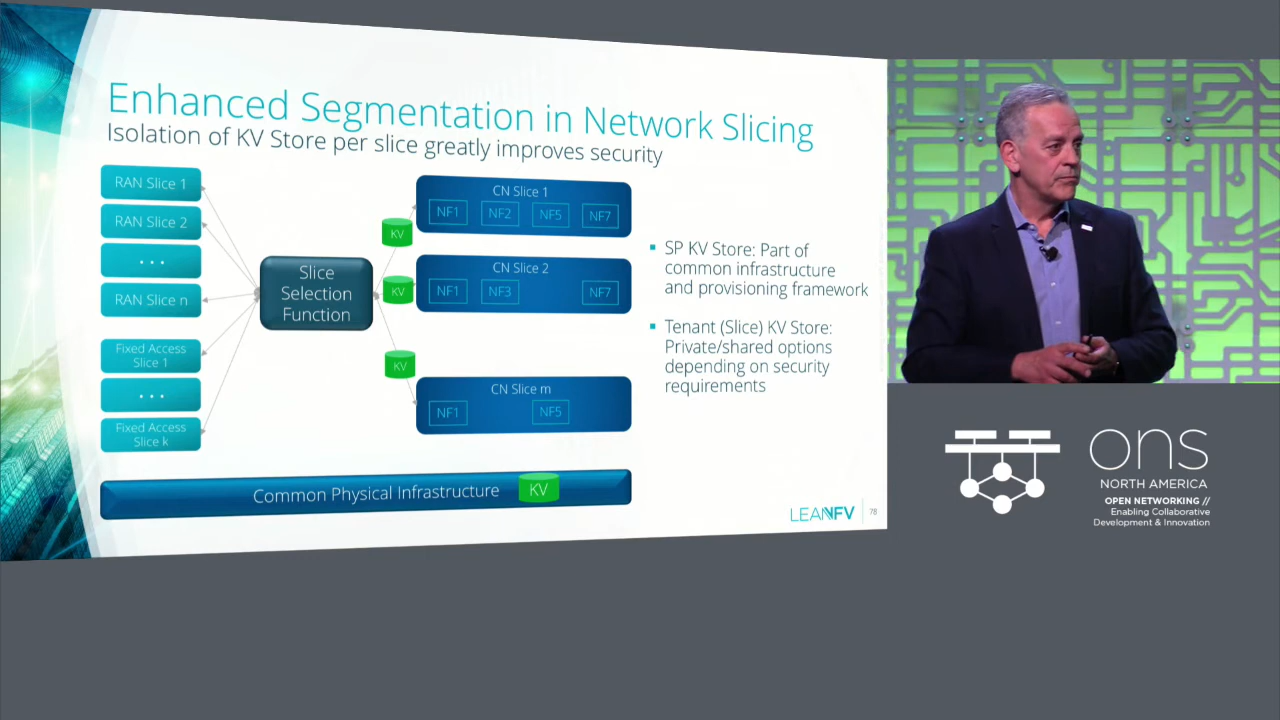 Enhanced Segmentation in Network Slicing
Isolation of KV Store per slice greatly improves security
RAN Slice 1
RAN Slice 2
...
RAN Slice n
Fixed Access
Slice 1
...
Fixed Access
Slice k
Slice
Selection
Function
KV
KV
KV
CN Slice 1
NF1 NF2 NF5 NF7
CN Slice 2
NF1 NF3 NF7
CN Slice m
NF1 NF5
Common Physical Infrastructure KV
▪ SP KV Store: Part of
common infrastructure
and provisioning framework
▪ Tenant (Slice) KV Store:
Private/shared options
depending on security
requirements
LEANFV 78
ons
NORTH AMERICA
OPEN NETWORKING //
Enabling Collaborative
Development & Innovation